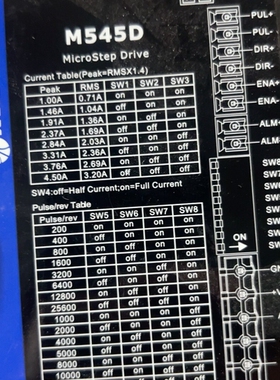 M545D
MicroStep Drive
Current Table(Peak=RMSX1.4)
Peak RMS SW1 SW2 SW3
1.00A 0.71A on on on
1.46A 1.04A off on on
1.91A 1.36A on off on
2.37A 1.69A off off on
2.84A 2.03A on on off
3.31A 2.36A off on off
3.76A 2.69A on off off
4.50A 3.20A off off off
SW4:off=Half Current;on=Full Current
Pulse/rev Table
Pulse/rev SW5 SW6 SW7 SW8
200 on on on on
400 off on on on
800 on off on on
1600 off off on on
3200 on on off on
6400 off on off on
12800 on off off on
25600 off off off on
1000 on on on off
2000 off on on off
4000 on off on off
5000 off off on off
8000 on on off off
10000 off on off off
PUL+
PUL-
DIR+
DIR-
ENA+
ENA-
ALM+
ALM-
ON